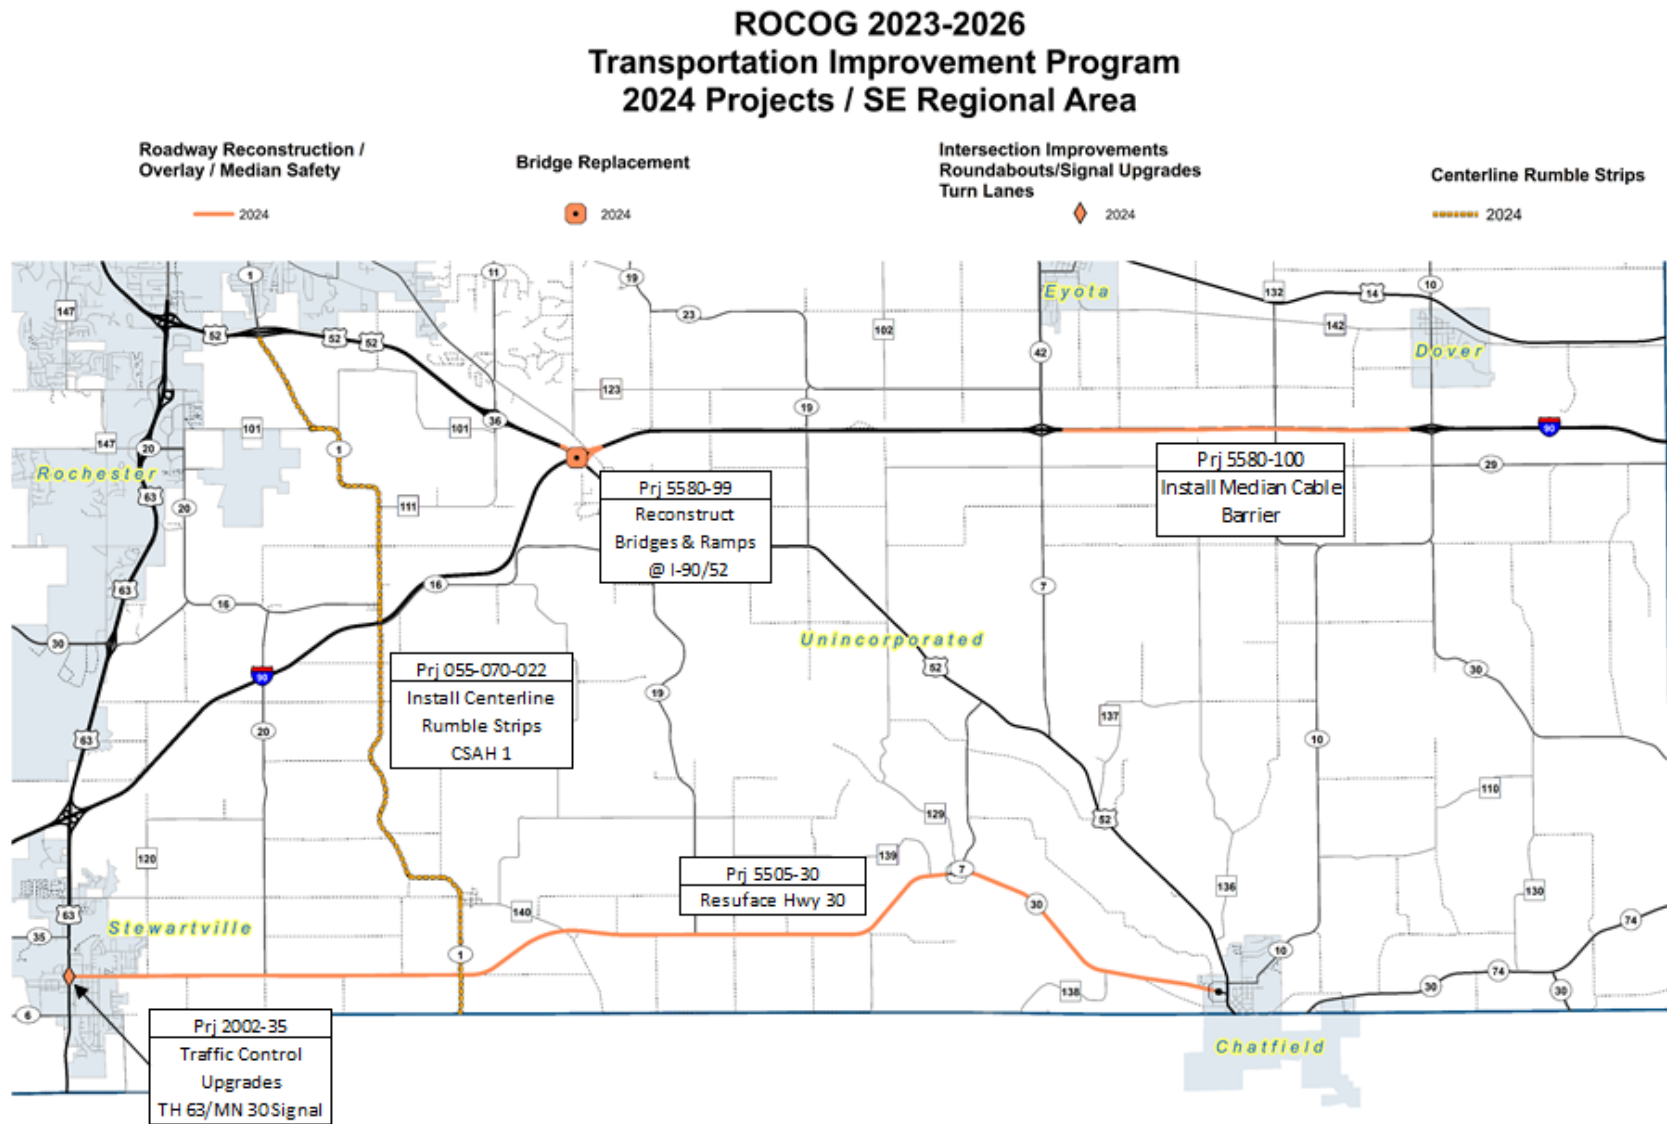 ROCOG 2023-2026
Transportation Improvement Program
2024 Projects / SE Regional Area
Roadway Reconstruction /
Overlay / Median Safety
2024
Bridge Replacement
2024
Intersection Improvements
Roundabouts/Signal Upgrades
Turn Lanes
2024
Centerline Rumble Strips
2024
1
11
19
132
10
147
23
102
Eyota
14
142
52
52
52
42
Dover
123
19
36
147
101
101
20
1
90
Rochester
29
63
20
111
Prj 5580-99
Reconstruct
Bridges & Ramps
@ I-90/52
Prj 5580-100
Install Median Cable
Barrier
63
16
16
7
30
Unincorporated
52
30
90
Prj 055-070-022
Install Centerline
Rumble Strips
CSAH 1
19
137
63
20
10
110
129
52
120
139
7
Prj 5505-30
Resuface Hwy 30
136
130
63
140
30
74
Stewartville
35
1
10
74
30
30
138
6
Prj 2002-35
Traffic Control
Upgrades
TH 63/MN 30 Signal
Chatfield